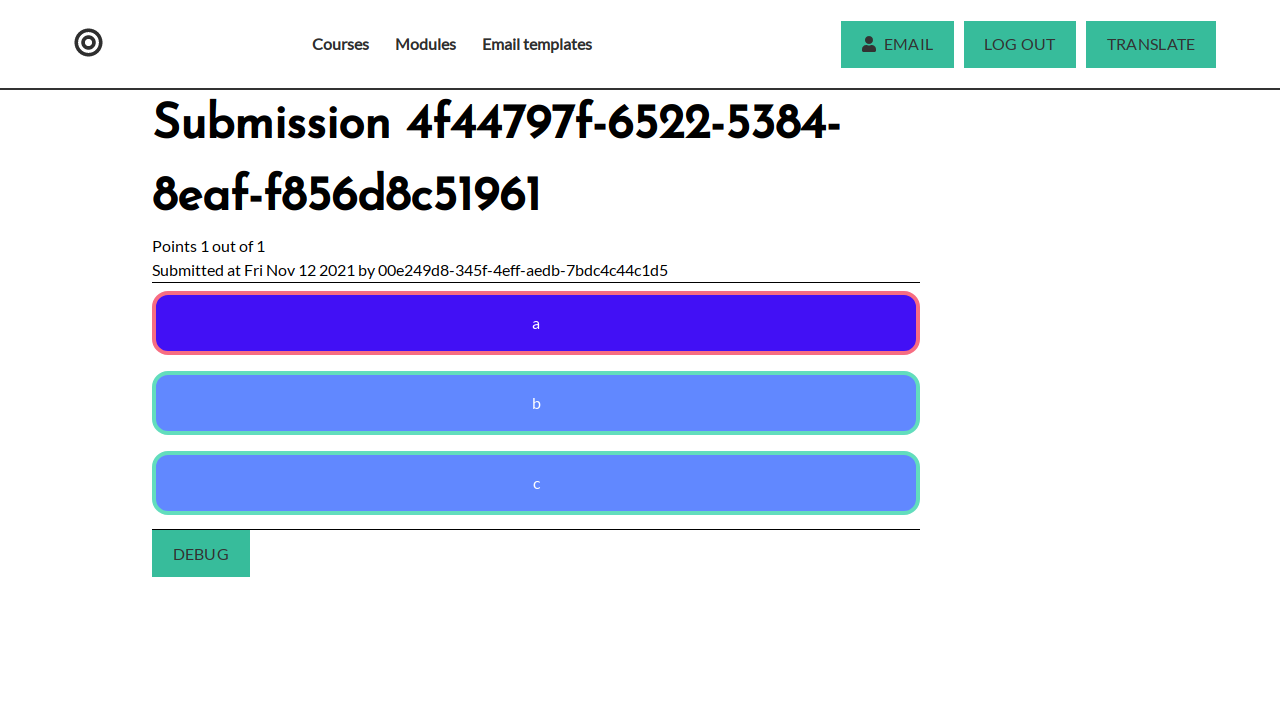 Courses
Modules
Email templates
EMAIL
LOG OUT
TRANSLATE
Submission 4f44797f-6522-5384-
8eaf-f856d8c51961
Points 1 out of 1
Submitted at Fri Nov 12 2021 by 00e249d8-345f-4eff-aedb-7bdc4c44c1d5
a
b
c
DEBUG